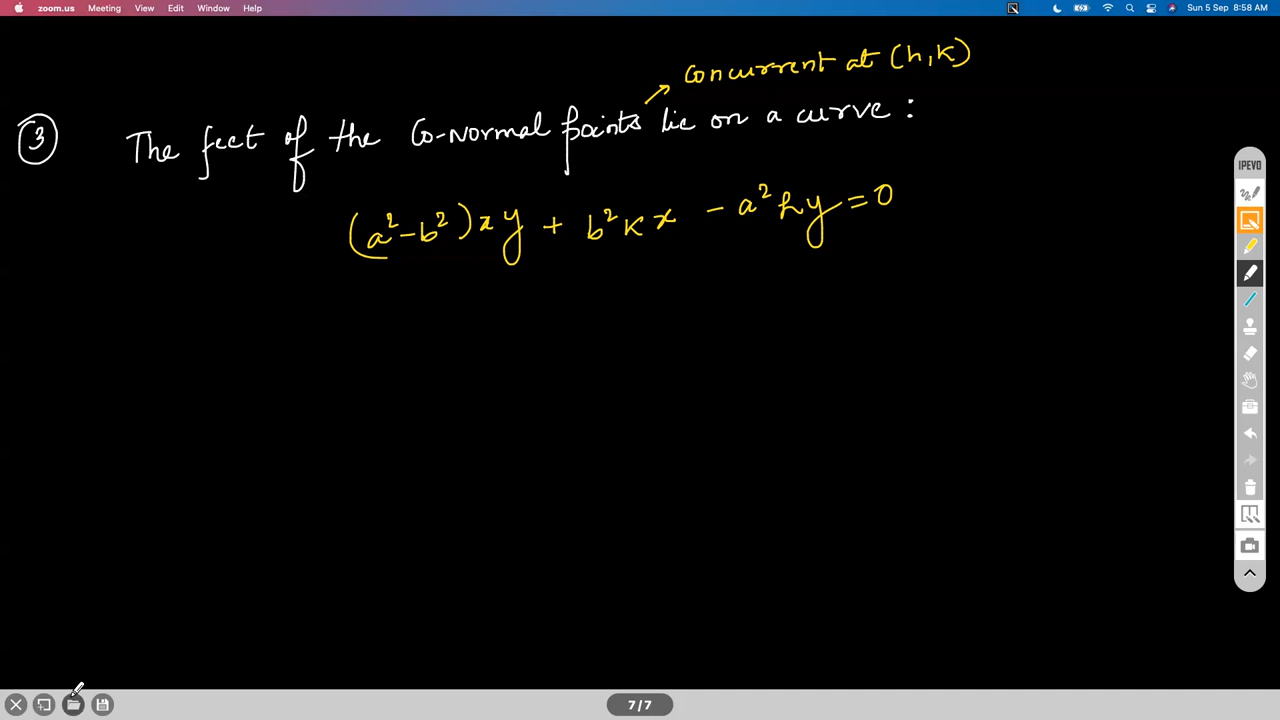 zoom.us Meeting View Edit Window Help Sun 5 Sep 8:58 AM
concurrent at (h,k)
3 The feet of the Co-normal points lie on a curve :
(a²-b²)xy + b²kx - a²hy = 0
IPEVO
7/7